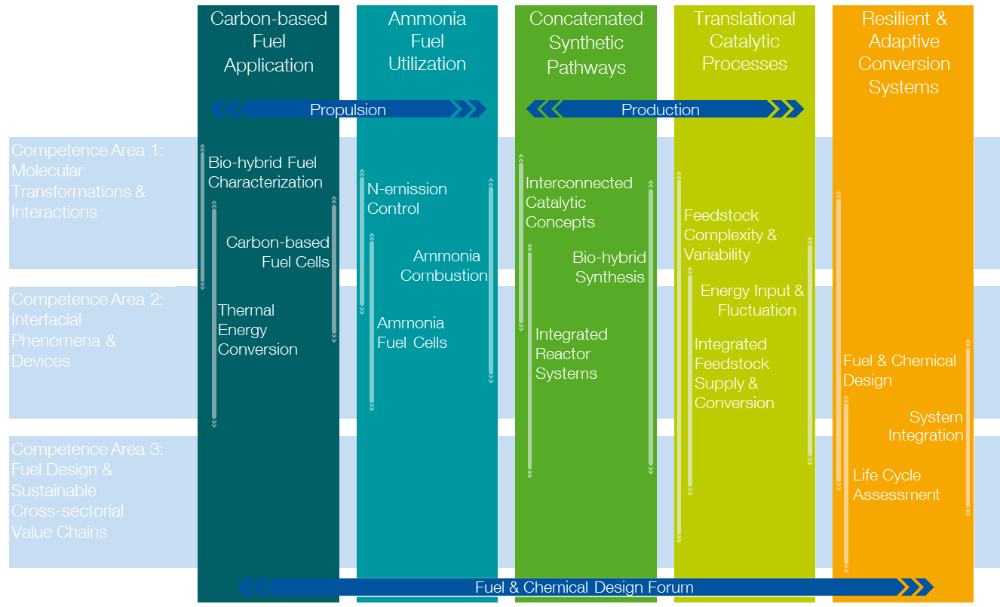 Carbon-based
Fuel
Application
Ammonia
Fuel
Utilization
Concatenated
Synthetic
Pathways
Translational
Catalytic
Processes
Resilient &
Adaptive
Conversion
Systems
Propulsion
Production
Competence Area 1:
Molecular
Transformations &
Interactions
Competence Area 2:
Interfacial
Phenomena &
Devices
Competence Area 3:
Fuel Design &
Sustainable
Cross-sectorial
Value Chains
Bio-hybrid Fuel
Characterization
Carbon-based
Fuel Cells
Thermal
Energy
Conversion
N-emission
Control
Ammonia
Combustion
Ammonia
Fuel Cells
Interconnected
Catalytic
Concepts
Bio-hybrid
Synthesis
Integrated
Reactor
Systems
Feedstock
Complexity &
Variability
Energy Input &
Fluctuation
Integrated
Feedstock
Supply &
Conversion
Fuel & Chemical
Design
System
Integration
Life Cycle
Assessment
Fuel & Chemical Design Forum